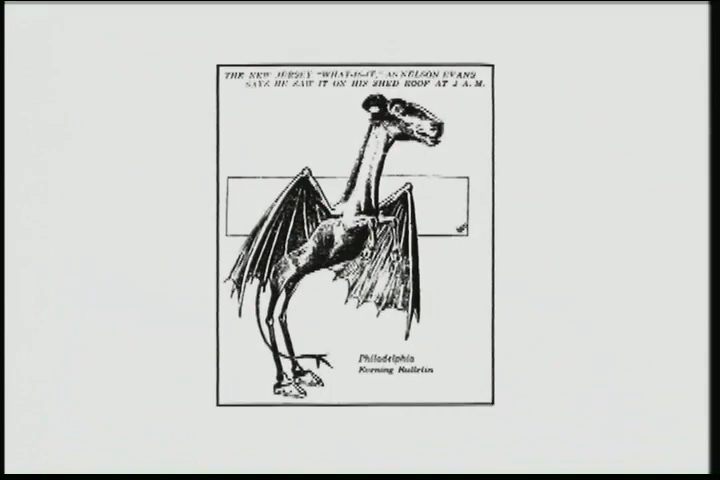 THE NEW JERSEY "WHAT-IS-IT," AS NELSON EVANS
SAYS HE SAW IT ON HIS SHED ROOF AT 2 A. M.
Philadelphia
Evening Bulletin